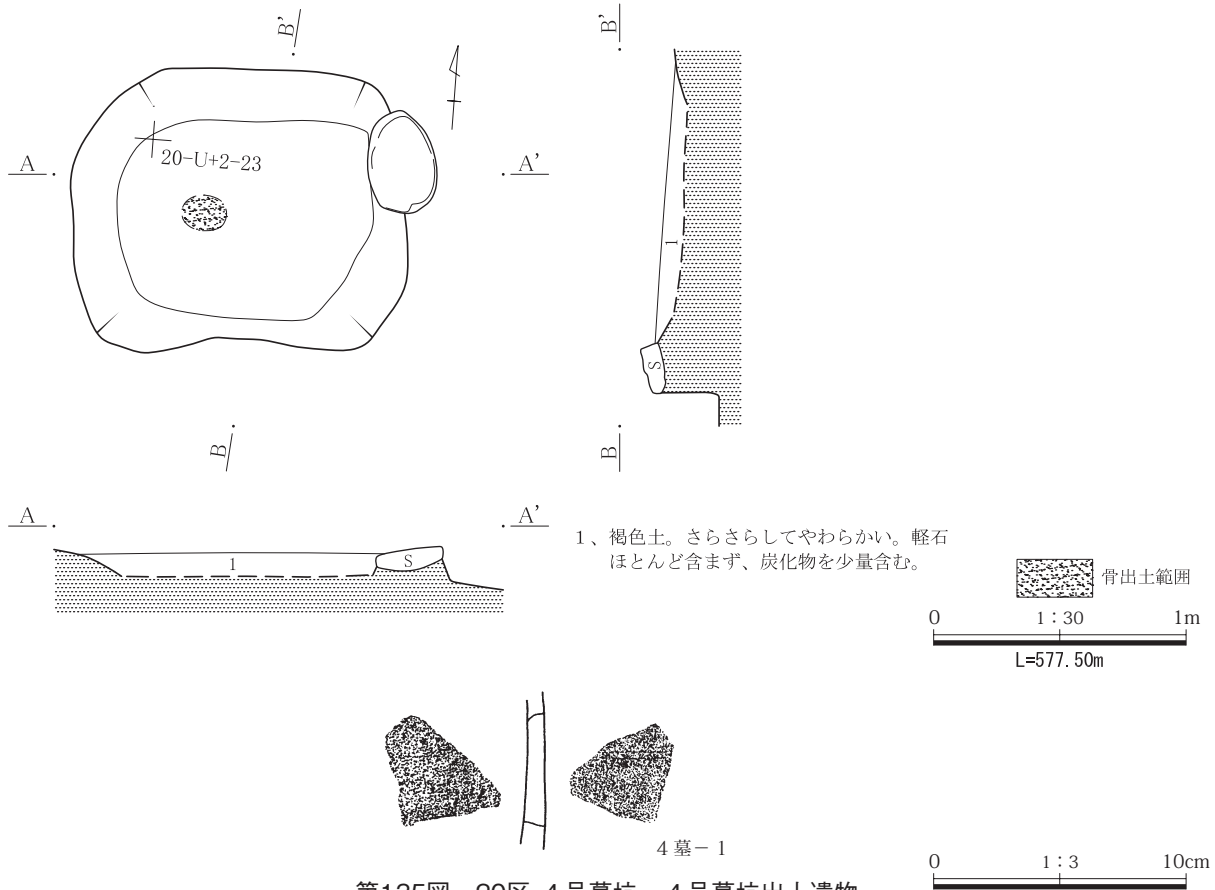 B'
B'
A
A'
20-U+2-23
1
S
B
B
A
A'
1
S
1、褐色土。さらさらしてやわらかい。軽石
ほとんど含まず、炭化物を少量含む。
骨出土範囲
0 1：30 1m
L=577.50m
4墓－1
0 1：3 10cm